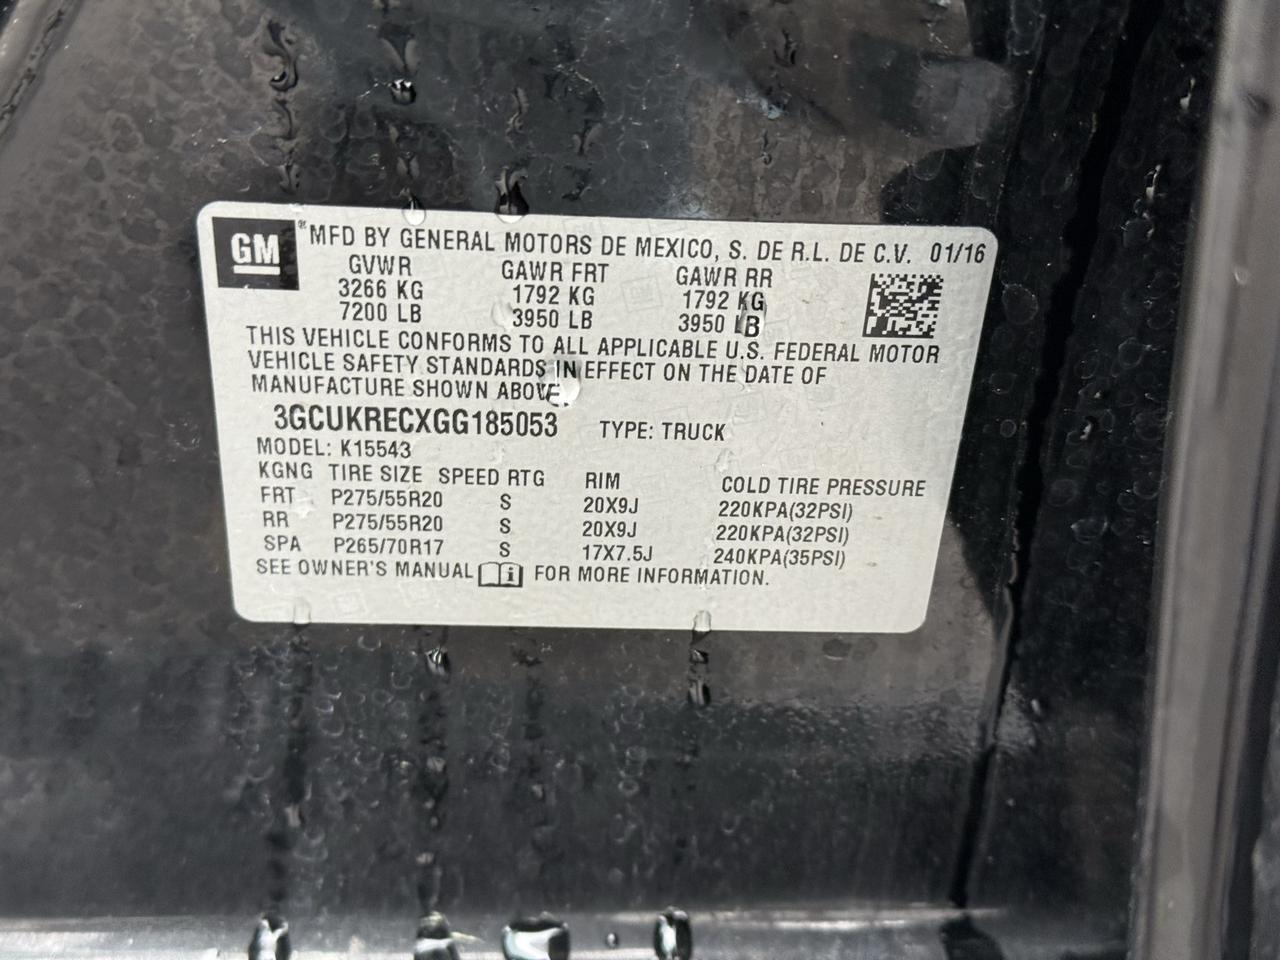 GM ® MFD BY GENERAL MOTORS DE MEXICO, S. DE R.L. DE C.V. 01/16
GVWR GAWR FRT GAWR RR
3266 KG 1792 KG 1792 KG
7200 LB 3950 LB 3950 LB
THIS VEHICLE CONFORMS TO ALL APPLICABLE U.S. FEDERAL MOTOR
VEHICLE SAFETY STANDARDS IN EFFECT ON THE DATE OF
MANUFACTURE SHOWN ABOVE.
3GCUKRECXGG185053 TYPE: TRUCK
MODEL: K15543
KGNG TIRE SIZE SPEED RTG RIM COLD TIRE PRESSURE
FRT P275/55R20 S 20X9J 220KPA(32PSI)
RR P275/55R20 S 20X9J 220KPA(32PSI)
SPA P265/70R17 S 17X7.5J 240KPA(35PSI)
SEE OWNER'S MANUAL i FOR MORE INFORMATION.